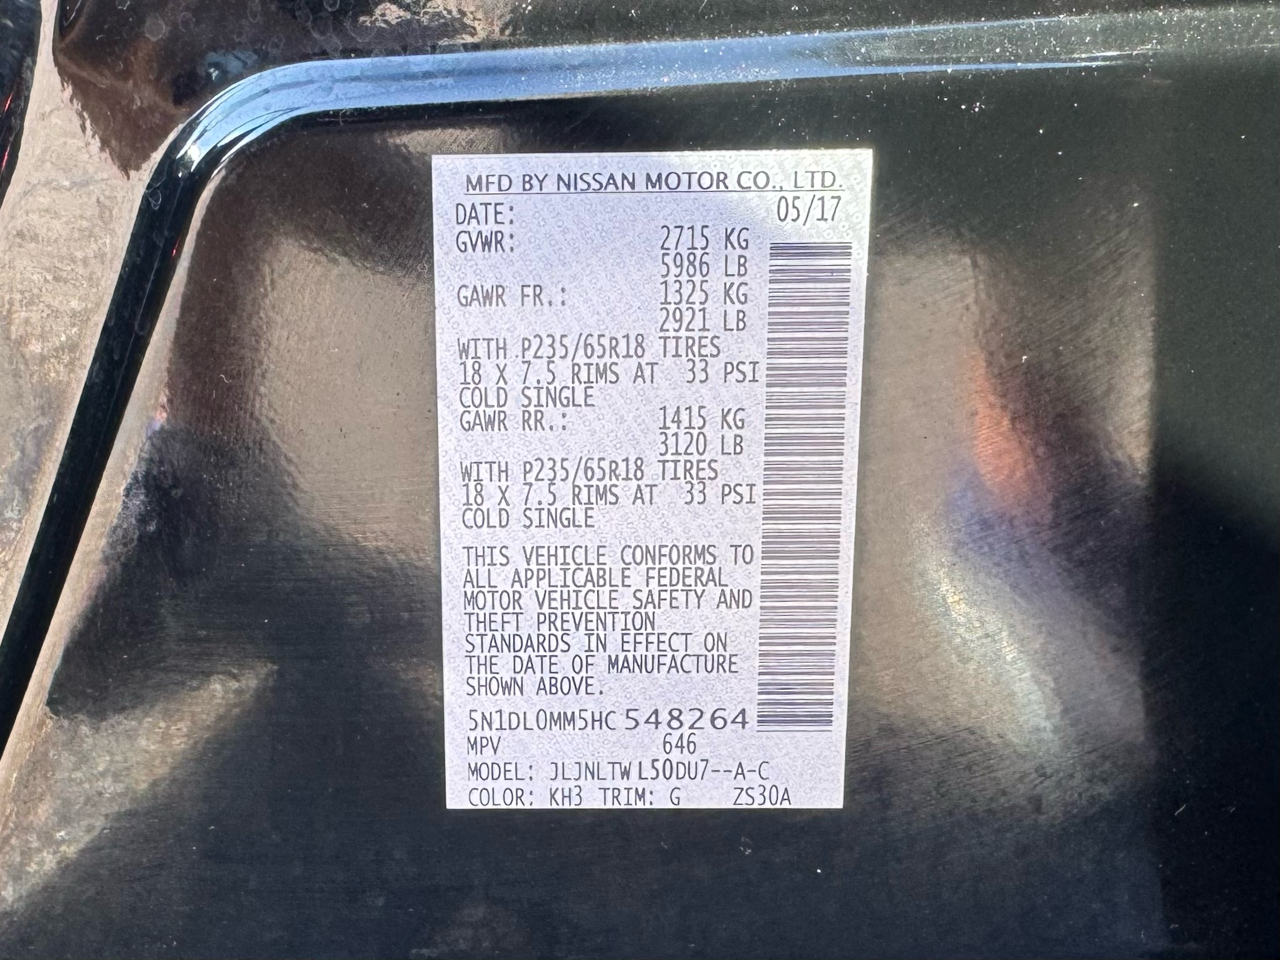 MFD BY NISSAN MOTOR CO., LTD.
DATE: 05/17
GVWR: 2715 KG
5986 LB
GAWR FR.: 1325 KG
2921 LB
WITH P235/65R18 TIRES
18 X 7.5 RIMS AT 33 PSI
COLD SINGLE
GAWR RR.: 1415 KG
3120 LB
WITH P235/65R18 TIRES
18 X 7.5 RIMS AT 33 PSI
COLD SINGLE
THIS VEHICLE CONFORMS TO
ALL APPLICABLE FEDERAL
MOTOR VEHICLE SAFETY AND
THEFT PREVENTION
STANDARDS IN EFFECT ON
THE DATE OF MANUFACTURE
SHOWN ABOVE.
5N1DL0MM5HC548264
MPV 646
MODEL: JLJNLTWL50DU7--A-C
COLOR: KH3 TRIM: G ZS30A